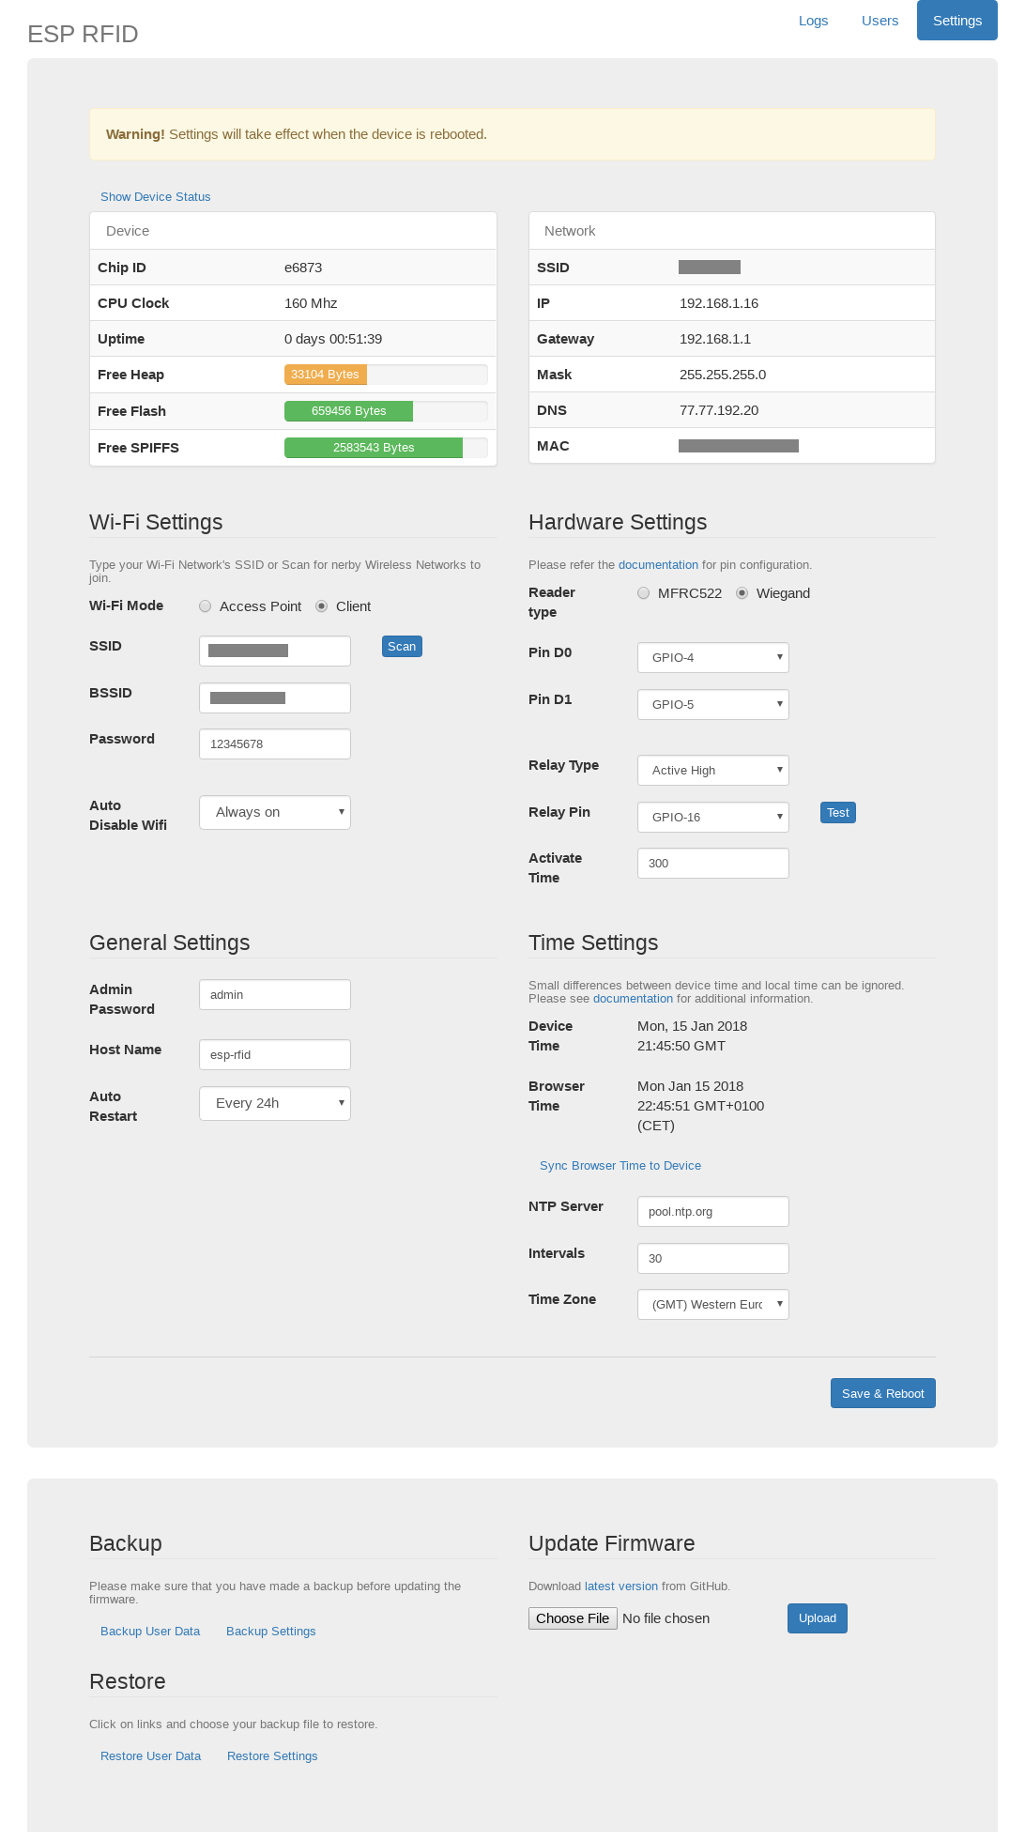 ESP RFID
Logs Users Settings
Warning! Settings will take effect when the device is rebooted.
Show Device Status
Device
Chip ID e6873
CPU Clock 160 Mhz
Uptime 0 days 00:51:39
Free Heap 33104 Bytes
Free Flash 659456 Bytes
Free SPIFFS 2583543 Bytes
Network
SSID
IP 192.168.1.16
Gateway 192.168.1.1
Mask 255.255.255.0
DNS 77.77.192.20
MAC
Wi-Fi Settings
Type your Wi-Fi Network's SSID or Scan for nerby Wireless Networks to
join.
Wi-Fi Mode Access Point Client
SSID Scan
BSSID
Password 12345678
Auto
Disable Wifi
Always on
Hardware Settings
Please refer the documentation for pin configuration.
Reader
type
MFRC522 Wiegand
Pin D0 GPIO-4
Pin D1 GPIO-5
Relay Type Active High
Relay Pin GPIO-16 Test
Activate
Time
300
General Settings
Admin
Password
admin
Host Name esp-rfid
Auto
Restart
Every 24h
Time Settings
Small differences between device time and local time can be ignored.
Please see documentation for additional information.
Device
Time
Mon, 15 Jan 2018
21:45:50 GMT
Browser
Time
Mon Jan 15 2018
22:45:51 GMT+0100
(CET)
Sync Browser Time to Device
NTP Server pool.ntp.org
Intervals 30
Time Zone (GMT) Western Euro
Save & Reboot
Backup
Please make sure that you have made a backup before updating the
firmware.
Backup User Data Backup Settings
Restore
Click on links and choose your backup file to restore.
Restore User Data Restore Settings
Update Firmware
Download latest version from GitHub.
Choose File No file chosen Upload